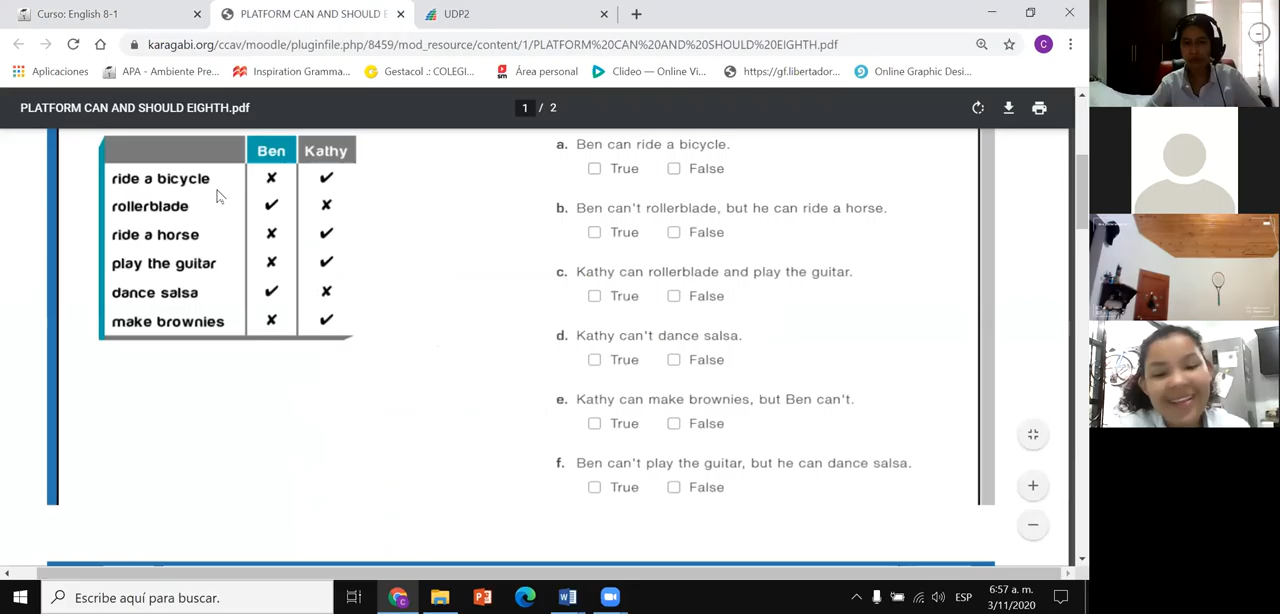 Curso: English 8-1
PLATFORM CAN AND SHOULD E
UDP2
karagabi.org/ccav/moodle/pluginfile.php/8459/mod_resource/content/1/PLATFORM%20CAN%20AND%20SHOULD%20EIGHTH.pdf
C
Aplicaciones
APA - Ambiente Pre...
Inspiration Gramma...
Gestacol .: COLEGI...
sm
Área personal
Clideo — Online Vi...
https://gf.libertador...
Online Graphic Desi...
PLATFORM CAN AND SHOULD EIGHTH.pdf
1 / 2
Ben Kathy
ride a bicycle ✘ ✔
rollerblade ✔ ✘
ride a horse ✘ ✔
play the guitar ✘ ✔
dance salsa ✔ ✘
make brownies ✘ ✔
a. Ben can ride a bicycle.
True False
b. Ben can't rollerblade, but he can ride a horse.
True False
c. Kathy can rollerblade and play the guitar.
True False
d. Kathy can't dance salsa.
True False
e. Kathy can make brownies, but Ben can't.
True False
f. Ben can't play the guitar, but he can dance salsa.
True False
Escribe aquí para buscar.
ESP
6:57 a. m.
3/11/2020